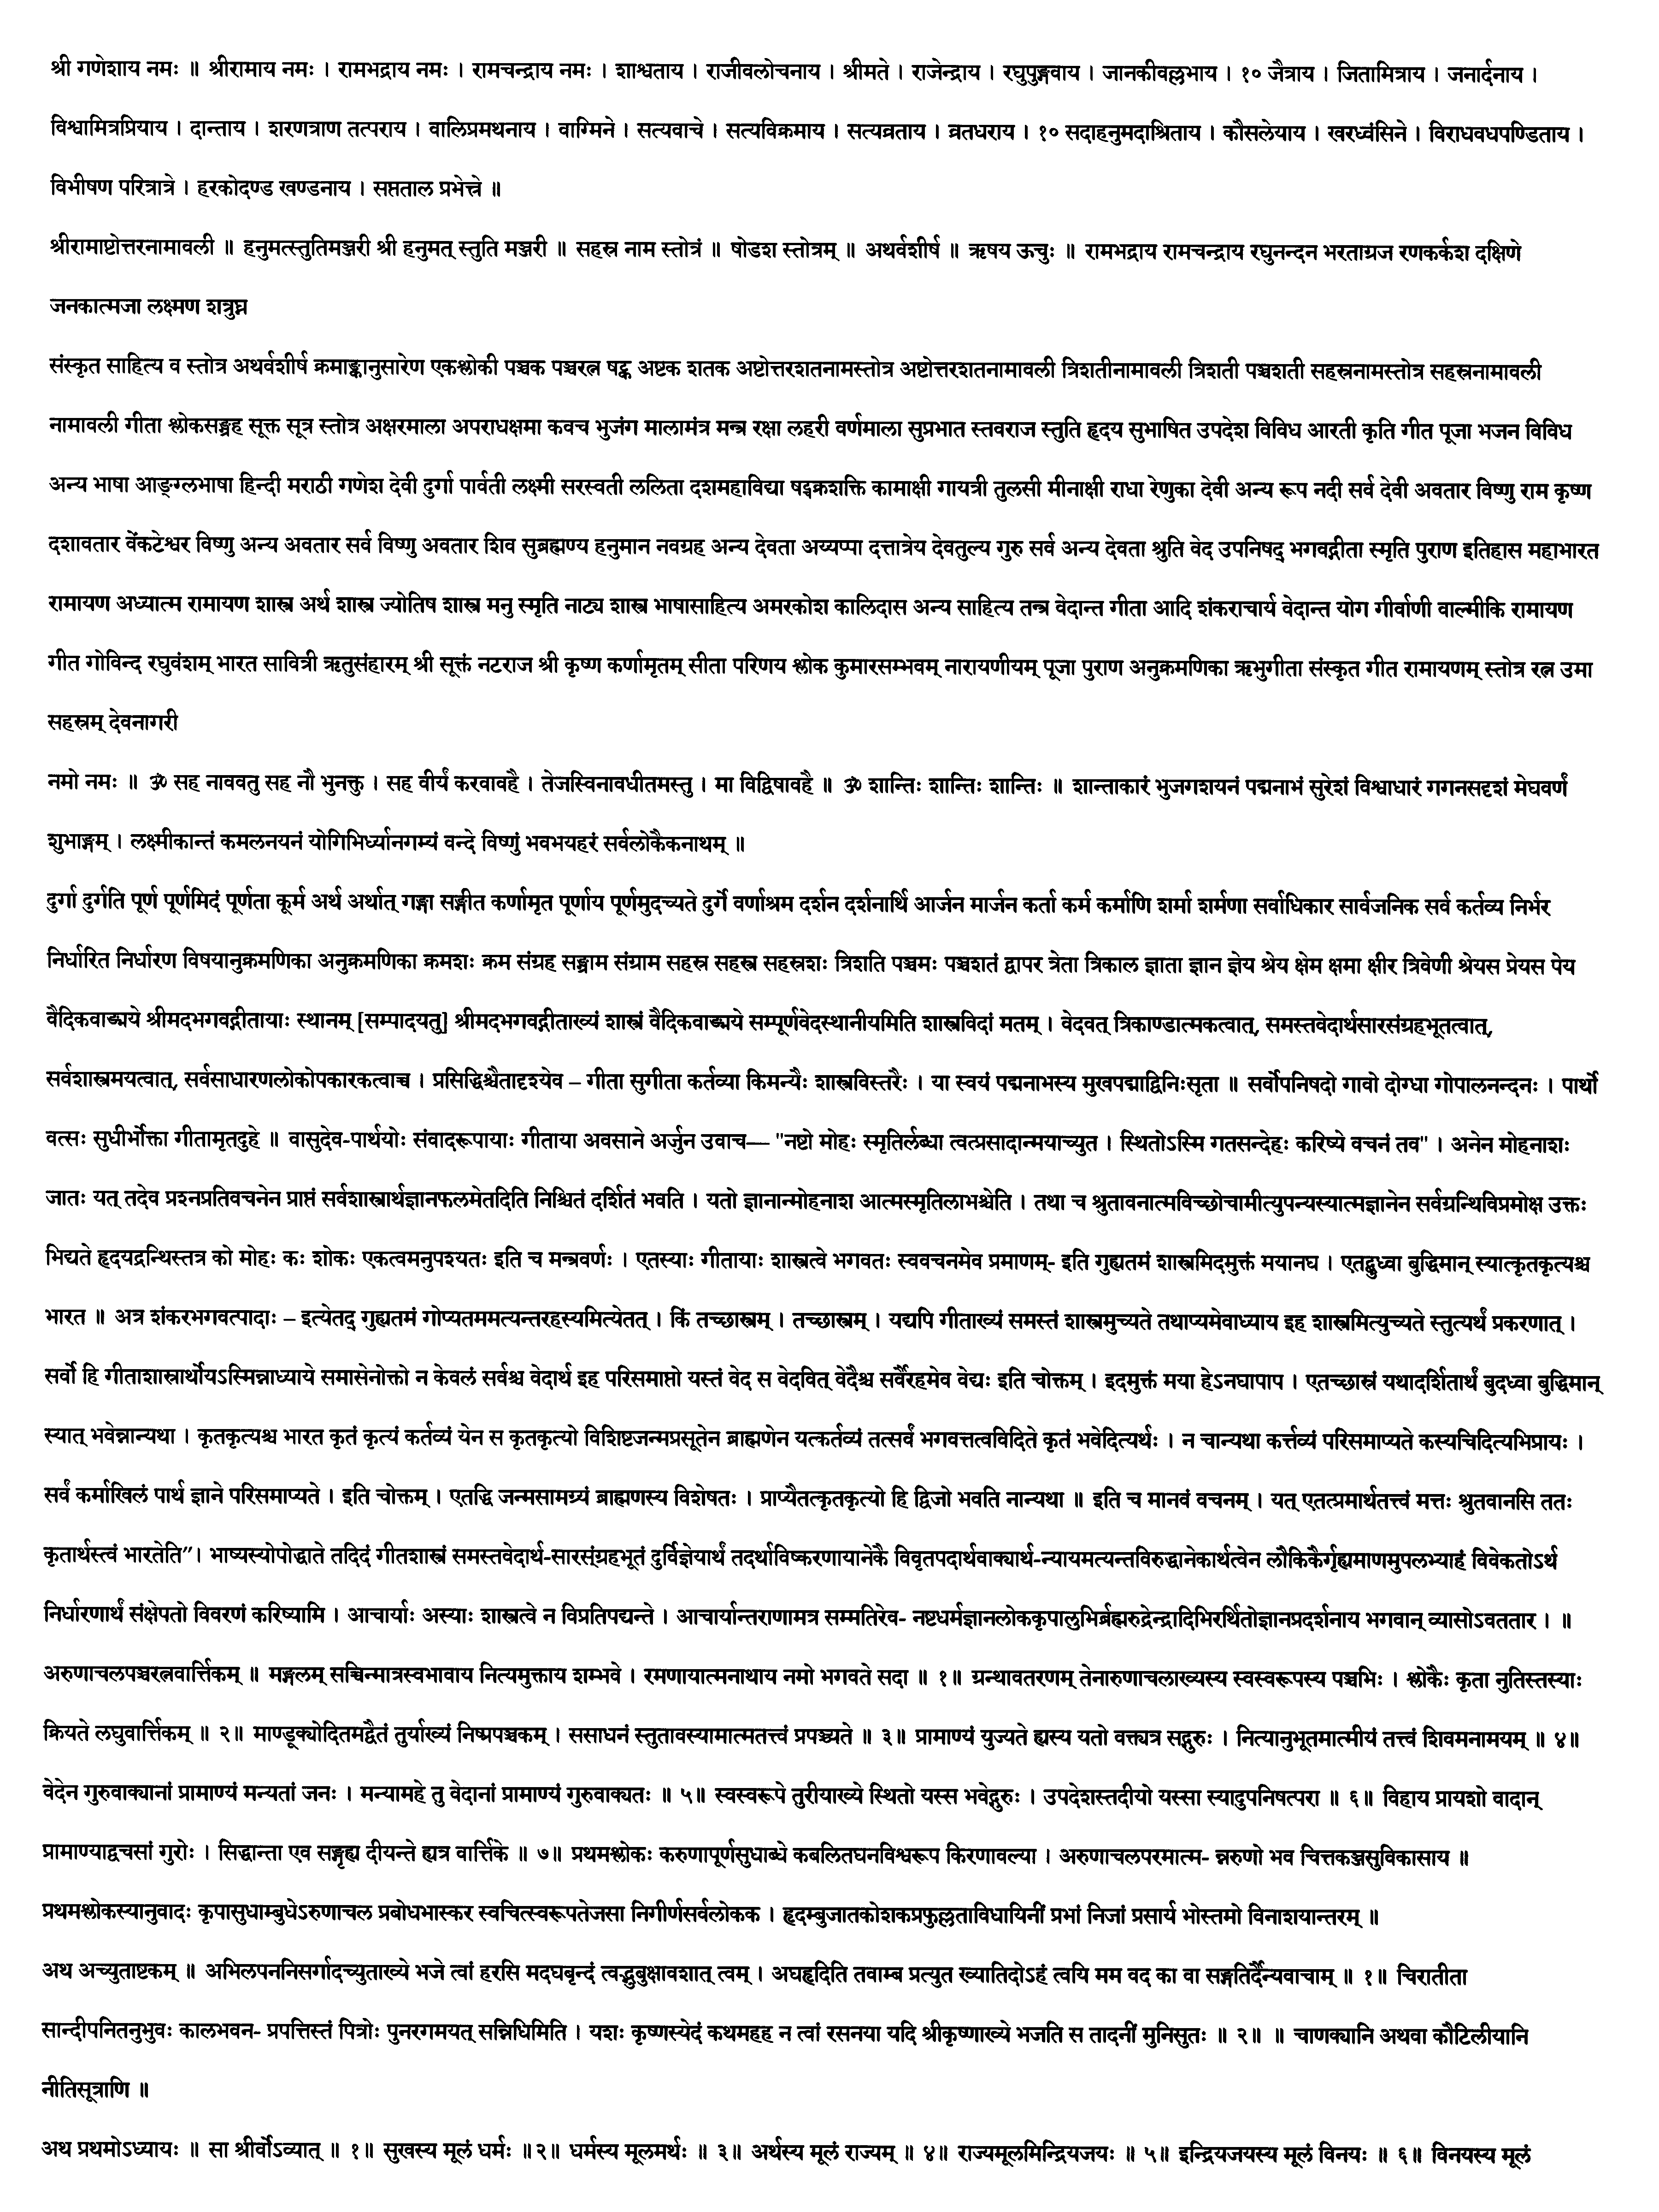 श्री गणेशाय नमः ॥ श्रीरामाय नमः । रामभद्राय नमः । रामचन्द्राय नमः । शाश्वताय । राजीवलोचनाय । श्रीमते । राजेन्द्राय । रघुपुङ्गवाय । जानकीवल्लभाय । १० जैत्राय । जितामित्राय । जनार्दनाय ।
विश्वामित्रप्रियाय । दान्ताय । शरणत्राण तत्पराय । वालिप्रमथनाय । वाग्मिने । सत्यवाचे । सत्यविक्रमाय । सत्यव्रताय । व्रतधराय । १० सदाहनुमदाश्रिताय । कौसलेयाय । खरध्वंसिने । विराधवधपण्डिताय ।
विभीषण परित्रात्रे । हरकोदण्ड खण्डनाय । सप्तताल प्रभेत्त्रे ॥
श्रीरामाष्टोत्तरनामावली ॥ हनुमत्स्तुतिमञ्जरी श्री हनुमत् स्तुति मञ्जरी ॥ सहस्र नाम स्तोत्रं ॥ षोडश स्तोत्रम् ॥ अथर्वशीर्ष ॥ ऋषय ऊचुः ॥ रामभद्राय रामचन्द्राय रघुनन्दन भरताग्रज रणकर्कश दक्षिणे
जनकात्मजा लक्ष्मण शत्रुघ्न
संस्कृत साहित्य व स्तोत्र अथर्वशीर्ष क्रमाङ्कानुसारेण एकश्लोकी पञ्चक पञ्चरत्न षट्क अष्टक शतक अष्टोत्तरशतनामस्तोत्र अष्टोत्तरशतनामावली त्रिशतीनामावली त्रिशती पञ्चशती सहस्रनामस्तोत्र सहस्रनामावली
नामावली गीता श्लोकसङ्ग्रह सूक्त सूत्र स्तोत्र अक्षरमाला अपराधक्षमा कवच भुजंग मालामंत्र मन्त्र रक्षा लहरी वर्णमाला सुप्रभात स्तवराज स्तुति हृदय सुभाषित उपदेश विविध आरती कृति गीत पूजा भजन विविध
अन्य भाषा आङ्ग्लभाषा हिन्दी मराठी गणेश देवी दुर्गा पार्वती लक्ष्मी सरस्वती ललिता दशमहाविद्या षट्चक्रशक्ति कामाक्षी गायत्री तुलसी मीनाक्षी राधा रेणुका देवी अन्य रूप नदी सर्व देवी अवतार विष्णु राम कृष्ण
दशावतार वेंकटेश्वर विष्णु अन्य अवतार सर्व विष्णु अवतार शिव सुब्रह्मण्य हनुमान नवग्रह अन्य देवता अय्यप्पा दत्तात्रेय देवतुल्य गुरु सर्व अन्य देवता श्रुति वेद उपनिषद् भगवद्गीता स्मृति पुराण इतिहास महाभारत
रामायण अध्यात्म रामायण शास्त्र अर्थ शास्त्र ज्योतिष शास्त्र मनु स्मृति नाट्य शास्त्र भाषासाहित्य अमरकोश कालिदास अन्य साहित्य तन्त्र वेदान्त गीता आदि शंकराचार्य वेदान्त योग गीर्वाणी वाल्मीकि रामायण
गीत गोविन्द रघुवंशम् भारत सावित्री ऋतुसंहारम् श्री सूक्तं नटराज श्री कृष्ण कर्णामृतम् सीता परिणय श्लोक कुमारसम्भवम् नारायणीयम् पूजा पुराण अनुक्रमणिका ऋभुगीता संस्कृत गीत रामायणम् स्तोत्र रत्न उमा
सहस्रम् देवनागरी
नमो नमः ॥ ॐ सह नाववतु सह नौ भुनक्तु । सह वीर्यं करवावहै । तेजस्विनावधीतमस्तु । मा विद्विषावहै ॥ ॐ शान्तिः शान्तिः शान्तिः ॥ शान्ताकारं भुजगशयनं पद्मनाभं सुरेशं विश्वाधारं गगनसदृशं मेघवर्णं
शुभाङ्गम् । लक्ष्मीकान्तं कमलनयनं योगिभिर्ध्यानगम्यं वन्दे विष्णुं भवभयहरं सर्वलोकैकनाथम् ॥
दुर्गा दुर्गति पूर्ण पूर्णमिदं पूर्णता कूर्म अर्थ अर्थात् गङ्गा सङ्गीत कर्णामृत पूर्णाय पूर्णमुदच्यते दुर्गे वर्णाश्रम दर्शन दर्शनार्थि आर्जन मार्जन कर्ता कर्म कर्माणि शर्मा शर्मणा सर्वाधिकार सार्वजनिक सर्व कर्तव्य निर्भर
निर्धारित निर्धारण विषयानुक्रमणिका अनुक्रमणिका क्रमशः क्रम संग्रह सङ्ग्राम संग्राम सहस्र सहस्त्र सहस्रशः त्रिशति पञ्चमः पञ्चशतं द्वापर त्रेता त्रिकाल ज्ञाता ज्ञान ज्ञेय श्रेय क्षेम क्षमा क्षीर त्रिवेणी श्रेयस प्रेयस पेय
वैदिकवाङ्मये श्रीमदभगवद्गीतायाः स्थानम् [सम्पादयतु] श्रीमदभगवद्गीताख्यं शास्त्रं वैदिकवाङ्मये सम्पूर्णवेदस्थानीयमिति शास्त्रविदां मतम् । वेदवत् त्रिकाण्डात्मकत्वात्, समस्तवेदार्थसारसंग्रहभूतत्वात्,
सर्वशास्त्रमयत्वात्, सर्वसाधारणलोकोपकारकत्वाच्च । प्रसिद्धिश्चैतादृश्येव – गीता सुगीता कर्तव्या किमन्यैः शास्त्रविस्तरैः । या स्वयं पद्मनाभस्य मुखपद्माद्विनिःसृता ॥ सर्वोपनिषदो गावो दोग्धा गोपालनन्दनः । पार्थो
वत्सः सुधीर्भोक्ता गीतामृतदुहे ॥ वासुदेव-पार्थयोः संवादरूपायाः गीताया अवसाने अर्जुन उवाच— "नष्टो मोहः स्मृतिर्लब्धा त्वत्प्रसादान्मयाच्युत । स्थितोऽस्मि गतसन्देहः करिष्ये वचनं तव" । अनेन मोहनाशः
जातः यत् तदेव प्रश्नप्रतिवचनेन प्राप्तं सर्वशास्त्रार्थज्ञानफलमेतदिति निश्चितं दर्शितं भवति । यतो ज्ञानान्मोहनाश आत्मस्मृतिलाभश्चेति । तथा च श्रुतावनात्मविच्छोचामीत्युपन्यस्यात्मज्ञानेन सर्वग्रन्थिविप्रमोक्ष उक्तः
भिद्यते हृदयद्रन्थिस्तत्र को मोहः कः शोकः एकत्वमनुपश्यतः इति च मन्त्रवर्णः । एतस्याः गीतायाः शास्त्रत्वे भगवतः स्ववचनमेव प्रमाणम्- इति गुह्यतमं शास्त्रमिदमुक्तं मयानघ । एतद्बुध्वा बुद्धिमान् स्यात्कृतकृत्यश्च
भारत ॥ अत्र शंकरभगवत्पादाः – इत्येतद् गुह्यतमं गोप्यतममत्यन्तरहस्यमित्येतत् । किं तच्छास्त्रम् । तच्छास्त्रम् । यद्यपि गीताख्यं समस्तं शास्त्रमुच्यते तथाप्यमेवाध्याय इह शास्त्रमित्युच्यते स्तुत्यर्थं प्रकरणात् ।
सर्वो हि गीताशास्त्रार्थोयऽस्मिन्नाध्याये समासेनोक्तो न केवलं सर्वश्च वेदार्थ इह परिसमाप्तो यस्तं वेद स वेदवित् वेदैश्च सर्वैरहमेव वेद्यः इति चोक्तम् । इदमुक्तं मया हेऽनघापाप । एतच्छास्त्रं यथादर्शितार्थं बुदध्वा बुद्धिमान्
स्यात् भवेन्नान्यथा । कृतकृत्यश्च भारत कृतं कृत्यं कर्तव्यं येन स कृतकृत्यो विशिष्टजन्मप्रसूतेन ब्राह्मणेन यत्कर्तव्यं तत्सर्वं भगवत्तत्वविदिते कृतं भवेदित्यर्थः । न चान्यथा कर्त्तव्यं परिसमाप्यते कस्यचिदित्यभिप्रायः ।
सर्वं कर्माखिलं पार्थ ज्ञाने परिसमाप्यते । इति चोक्तम् । एतद्धि जन्मसामग्र्यं ब्राह्मणस्य विशेषतः । प्राप्यैतत्कृतकृत्यो हि द्विजो भवति नान्यथा ॥ इति च मानवं वचनम् । यत् एतत्प्रमार्थतत्त्वं मत्तः श्रुतवानसि ततः
कृतार्थस्त्वं भारतेति”। भाष्यस्योपोद्धाते तदिदं गीतशास्त्रं समस्तवेदार्थ-सारसंग्रहभूतं दुर्विज्ञेयार्थं तदर्थाविष्करणायानेकै विवृतपदार्थवाक्यार्थ-न्यायमत्यन्तविरुद्धानेकार्थत्वेन लौकिकैर्गृह्यमाणमुपलभ्याहं विवेकतोऽर्थ
निर्धारणार्थं संक्षेपतो विवरणं करिष्यामि । आचार्याः अस्याः शास्त्रत्वे न विप्रतिपद्यन्ते । आचार्यान्तराणामत्र सम्मतिरेव- नष्टधर्मज्ञानलोककृपालुभिर्ब्रह्मरुद्रेन्द्रादिभिरर्थितोज्ञानप्रदर्शनाय भगवान् व्यासोऽवततार । ॥
अरुणाचलपञ्चरत्नवार्त्तिकम् ॥ मङ्गलम् सच्चिन्मात्रस्वभावाय नित्यमुक्ताय शम्भवे । रमणायात्मनाथाय नमो भगवते सदा ॥ १॥ ग्रन्थावतरणम् तेनारुणाचलाख्यस्य स्वस्वरूपस्य पञ्चभिः । श्लोकैः कृता नुतिस्तस्याः
क्रियते लघुवार्त्तिकम् ॥ २॥ माण्डूक्योदितमद्वैतं तुर्याख्यं निष्प्रपञ्चकम् । ससाधनं स्तुतावस्यामात्मतत्त्वं प्रपञ्च्यते ॥ ३॥ प्रामाण्यं युज्यते ह्यस्य यतो वक्त्यत्र सद्गुरुः । नित्यानुभूतमात्मीयं तत्त्वं शिवमनामयम् ॥ ४॥
वेदेन गुरुवाक्यानां प्रामाण्यं मन्यतां जनः । मन्यामहे तु वेदानां प्रामाण्यं गुरुवाक्यतः ॥ ५॥ स्वस्वरूपे तुरीयाख्ये स्थितो यस्स भवेद्गुरुः । उपदेशस्तदीयो यस्सा स्यादुपनिषत्परा ॥ ६॥ विहाय प्रायशो वादान्
प्रामाण्याद्वचसां गुरोः । सिद्धान्ता एव सङ्गृह्य दीयन्ते ह्यत्र वार्त्तिके ॥ ७॥ प्रथमश्लोकः करुणापूर्णसुधाब्धे कबलितघनविश्वरूप किरणावल्या । अरुणाचलपरमात्म- न्नरुणो भव चित्तकञ्जसुविकासाय ॥
प्रथमश्लोकस्यानुवादः कृपासुधाम्बुधेऽरुणाचल प्रबोधभास्कर स्वचित्स्वरूपतेजसा निगीर्णसर्वलोकक । हृदम्बुजातकोशकप्रफुल्लताविधायिनीं प्रभां निजां प्रसार्य भोस्तमो विनाशयान्तरम् ॥
अथ अच्युताष्टकम् ॥ अभिलपननिसर्गादच्युताख्ये भजे त्वां हरसि मदघबृन्दं त्वद्भुबुक्षावशात् त्वम् । अघहृदिति तवाम्ब प्रत्युत ख्यातिदोऽहं त्वयि मम वद का वा सङ्गतिर्दैन्यवाचाम् ॥ १॥ चिरातीता
सान्दीपनितनुभुवः कालभवन- प्रपत्तिस्तं पित्रोः पुनरगमयत् सन्निधिमिति । यशः कृष्णस्येदं कथमहह न त्वां रसनया यदि श्रीकृष्णाख्ये भजति स तादनीं मुनिसुतः ॥ २॥ ॥ चाणक्यानि अथवा कौटिलीयानि
नीतिसूत्राणि ॥
अथ प्रथमोऽध्यायः ॥ सा श्रीर्वोऽव्यात् ॥ १॥ सुखस्य मूलं धर्मः ॥२॥ धर्मस्य मूलमर्थः ॥ ३॥ अर्थस्य मूलं राज्यम् ॥ ४॥ राज्यमूलमिन्द्रियजयः ॥ ५॥ इन्द्रियजयस्य मूलं विनयः ॥ ६॥ विनयस्य मूलं